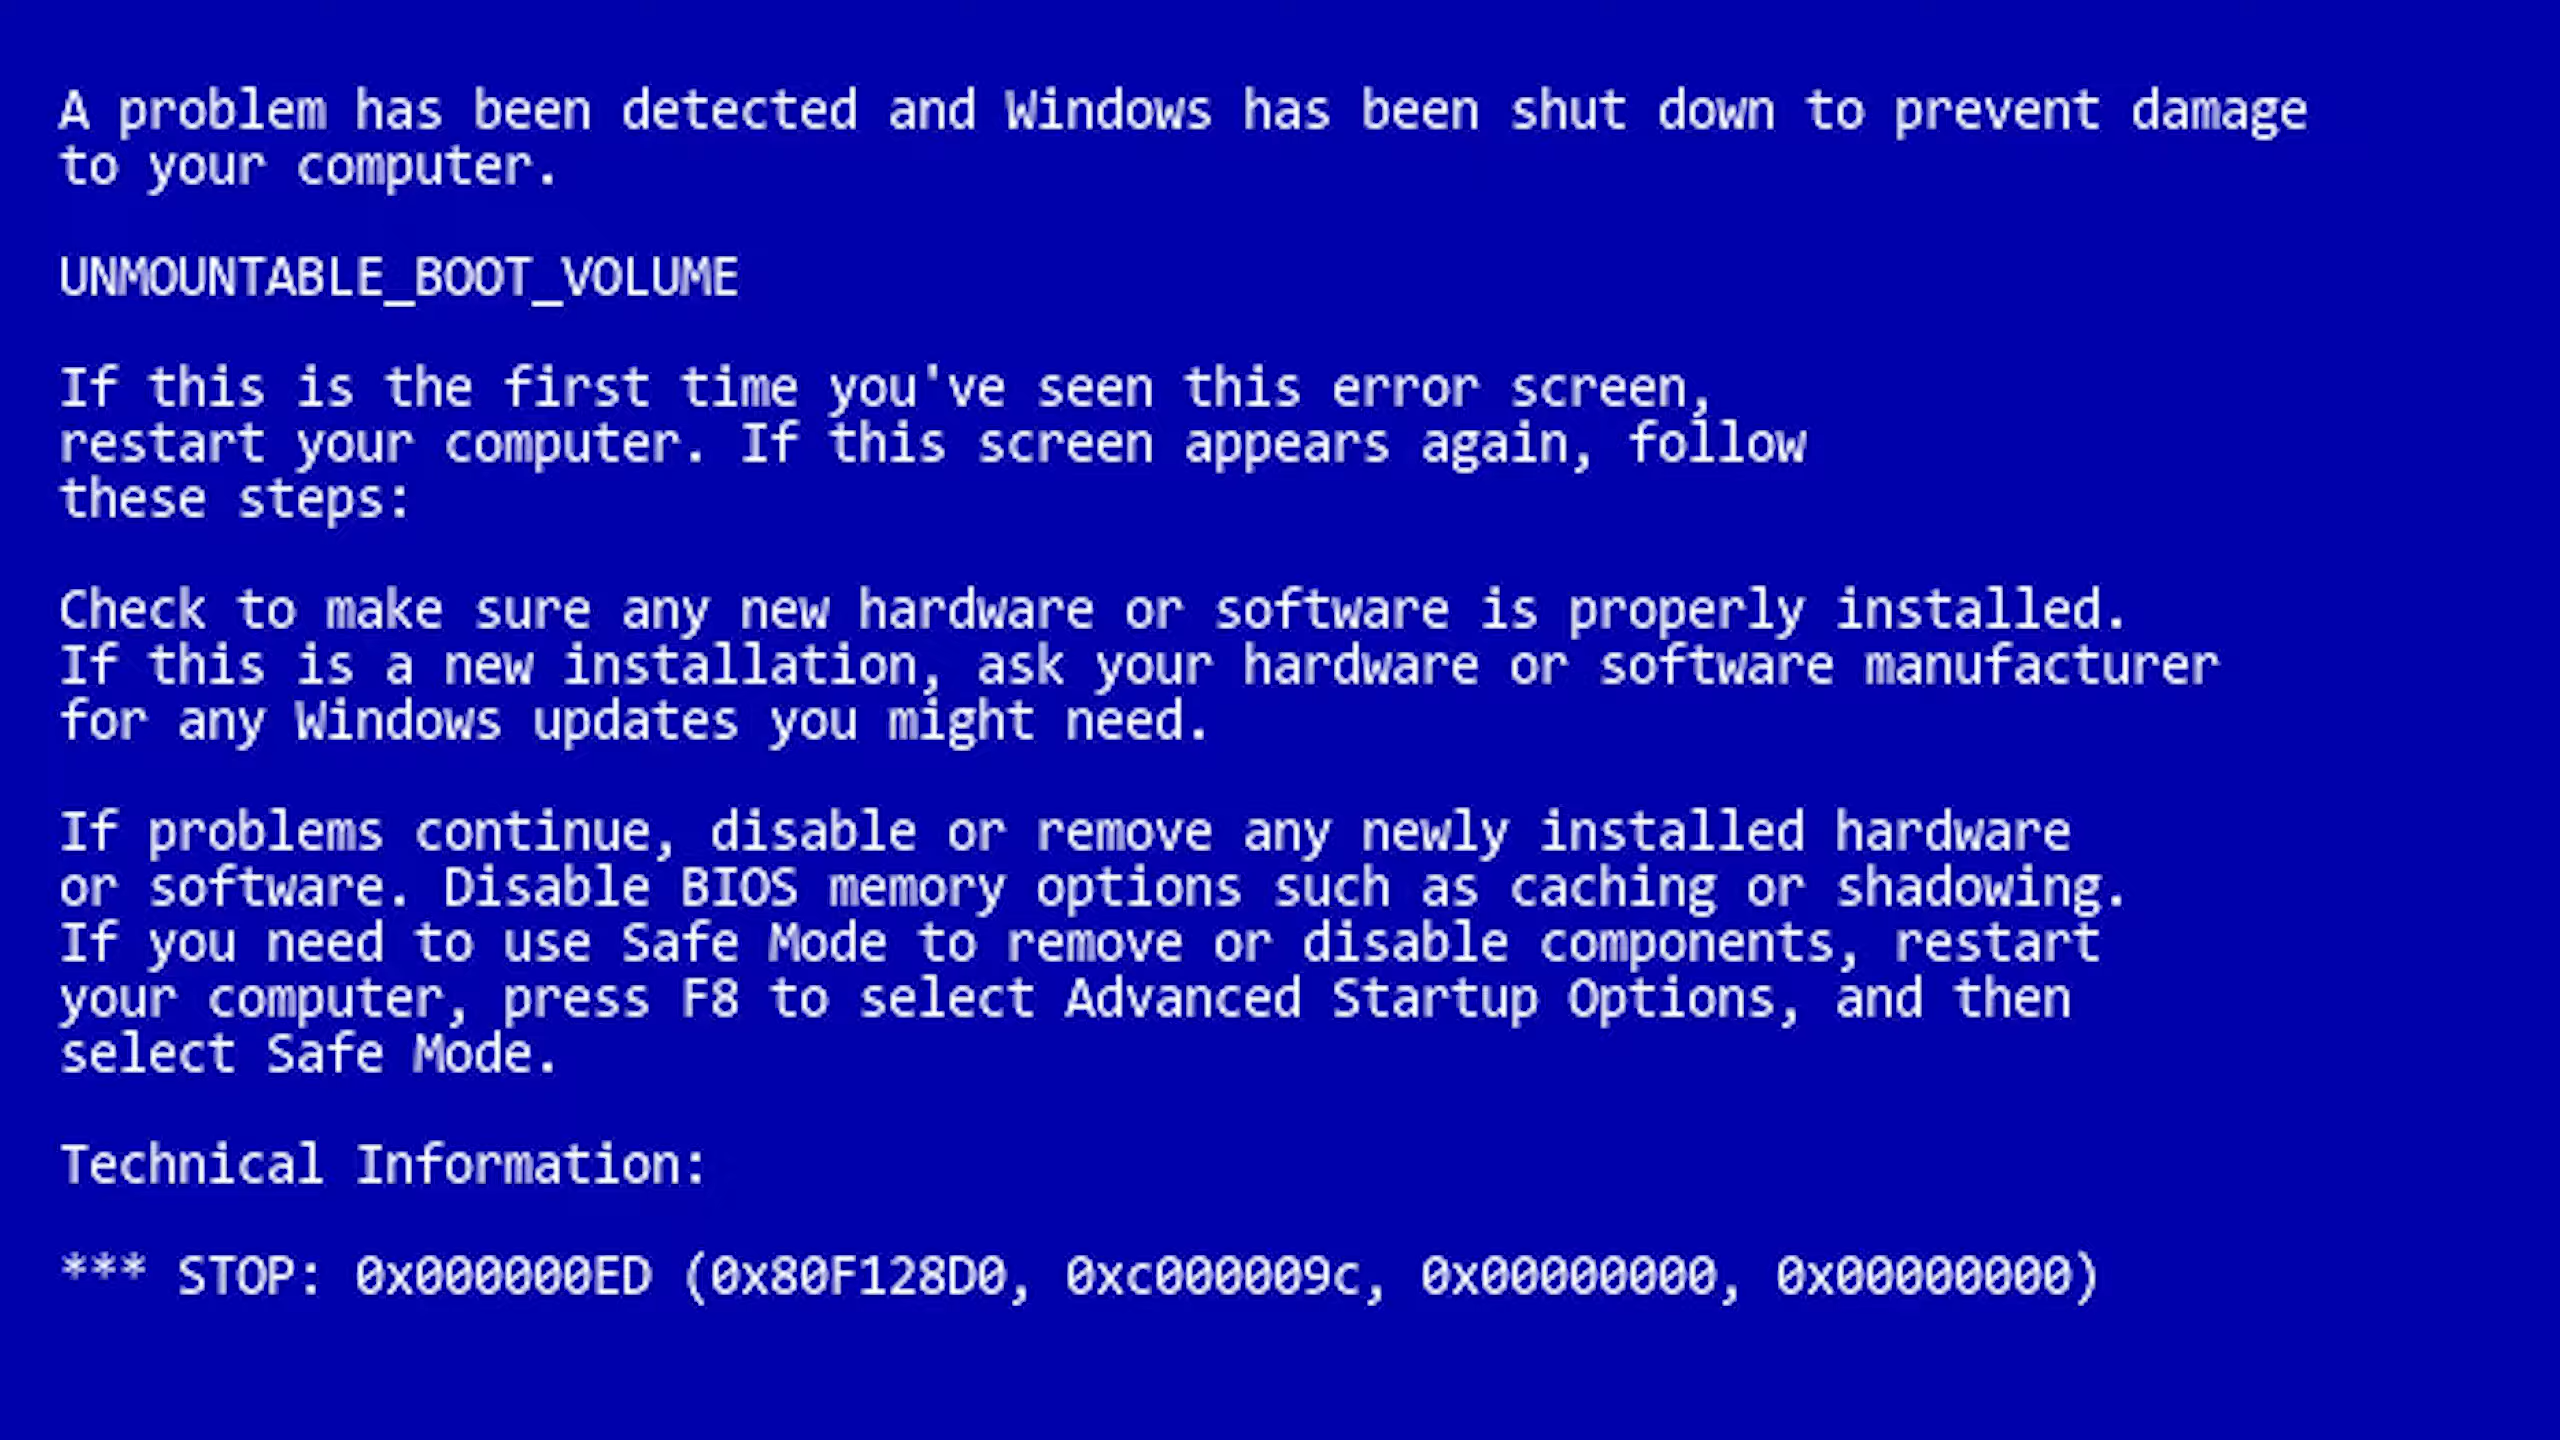 A problem has been detected and Windows has been shut down to prevent damage
to your computer.
UNMOUNTABLE_BOOT_VOLUME
If this is the first time you've seen this error screen,
restart your computer. If this screen appears again, follow
these steps:
Check to make sure any new hardware or software is properly installed.
If this is a new installation, ask your hardware or software manufacturer
for any Windows updates you might need.
If problems continue, disable or remove any newly installed hardware
or software. Disable BIOS memory options such as caching or shadowing.
If you need to use Safe Mode to remove or disable components, restart
your computer, press F8 to select Advanced Startup Options, and then
select Safe Mode.
Technical Information:
*** STOP: 0x000000ED (0x80F128D0, 0xc000009c, 0x00000000, 0x00000000)